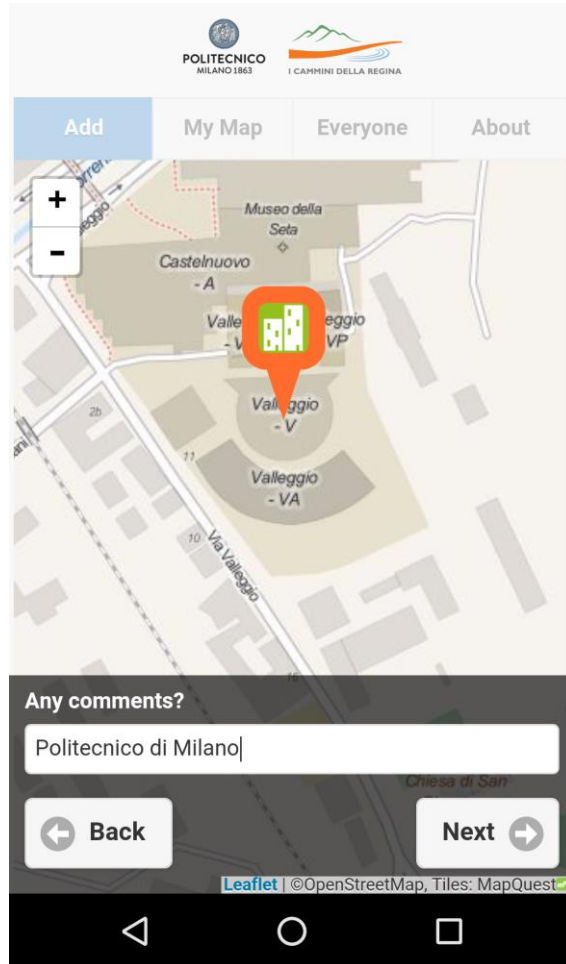 POLITECNICO
MILANO 1863
I CAMMINI DELLA REGINA
Add
My Map
Everyone
About
+
-
Museo della
Seta
Castelnuovo
- A
Valleggio
- V
VP
Valleggio
- VA
2b
11
10
Via Valleggio
16
Any comments?
Politecnico di Milano
Chiesa di San
Back
Next
Leaflet | ©OpenStreetMap, Tiles: MapQuest